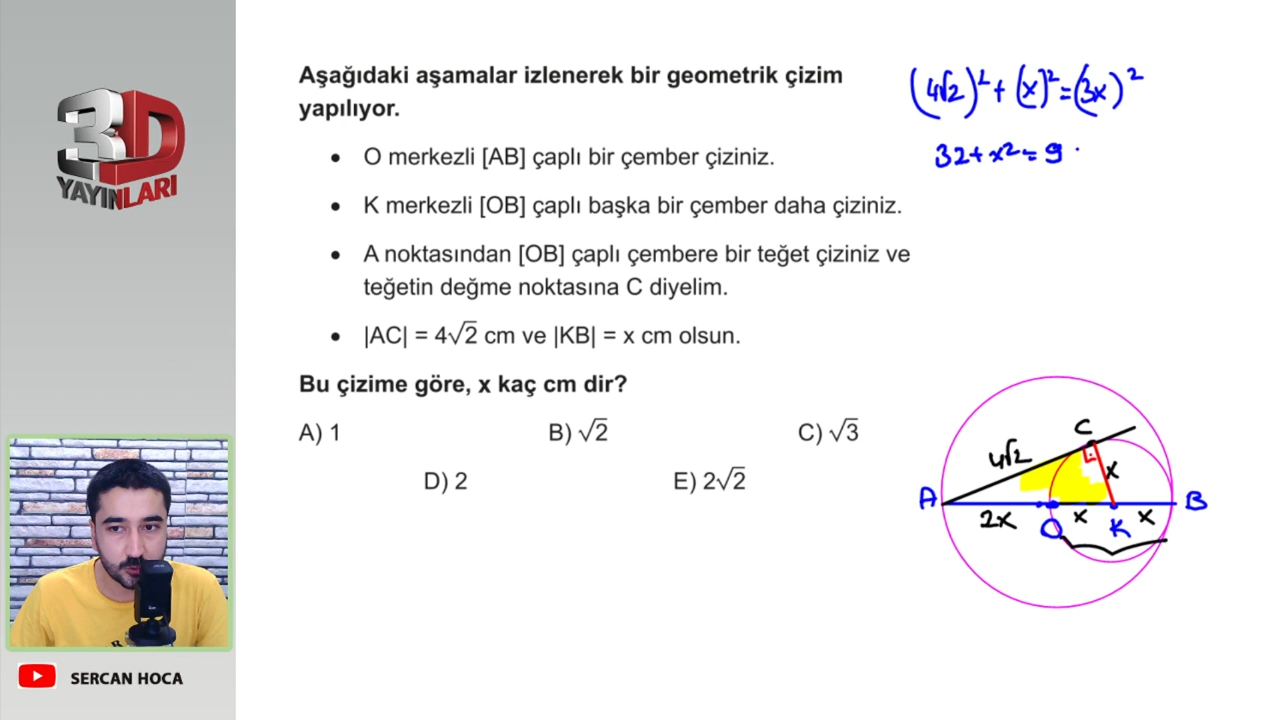 3D
YAYINLARI
Aşağıdaki aşamalar izlenerek bir geometrik çizim
yapılıyor.
• O merkezli [AB] çaplı bir çember çiziniz.
• K merkezli [OB] çaplı başka bir çember daha çiziniz.
• A noktasından [OB] çaplı çembere bir teğet çiziniz ve
teğetin değme noktasına C diyelim.
• |AC| = 4√2 cm ve |KB| = x cm olsun.
Bu çizime göre, x kaç cm dir?
A) 1 B) √2 C) √3
D) 2 E) 2√2
(4√2)² + (x)² = (3x)²
32 + x² = 9
C
4√2 x
A B
2x O x K x
SERCAN HOCA